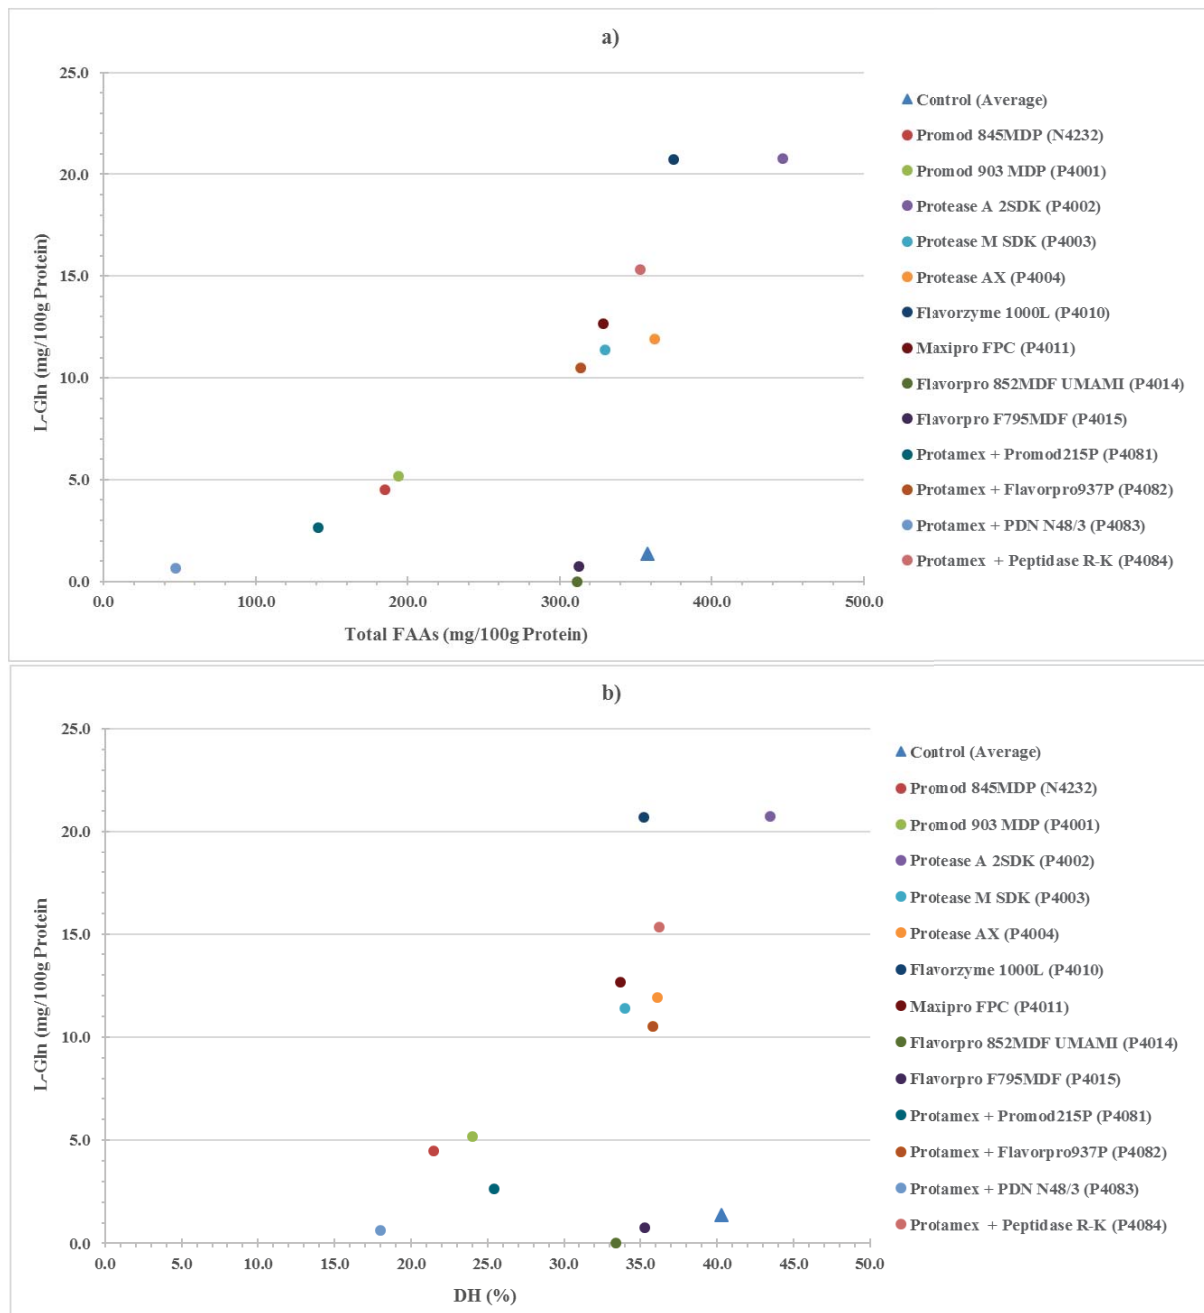 a)
25.0
20.0
15.0
10.0
5.0
0.0
L-Gln (mg/100g Protein)
0.0 100.0 200.0 300.0 400.0 500.0
Total FAAs (mg/100g Protein)
Control (Average)
Promod 845MDP (N4232)
Promod 903 MDP (P4001)
Protease A 2SDK (P4002)
Protease M SDK (P4003)
Protease AX (P4004)
Flavorzyme 1000L (P4010)
Maxipro FPC (P4011)
Flavorpro 852MDF UMAMI (P4014)
Flavorpro F795MDF (P4015)
Protamex + Promod215P (P4081)
Protamex + Flavorpro937P (P4082)
Protamex + PDN N48/3 (P4083)
Protamex + Peptidase R-K (P4084)
b)
25.0
20.0
15.0
10.0
5.0
0.0
L-Gln (mg/100g Protein
0.0 5.0 10.0 15.0 20.0 25.0 30.0 35.0 40.0 45.0 50.0
DH (%)
Control (Average)
Promod 845MDP (N4232)
Promod 903 MDP (P4001)
Protease A 2SDK (P4002)
Protease M SDK (P4003)
Protease AX (P4004)
Flavorzyme 1000L (P4010)
Maxipro FPC (P4011)
Flavorpro 852MDF UMAMI (P4014)
Flavorpro F795MDF (P4015)
Protamex + Promod215P (P4081)
Protamex + Flavorpro937P (P4082)
Protamex + PDN N48/3 (P4083)
Protamex + Peptidase R-K (P4084)